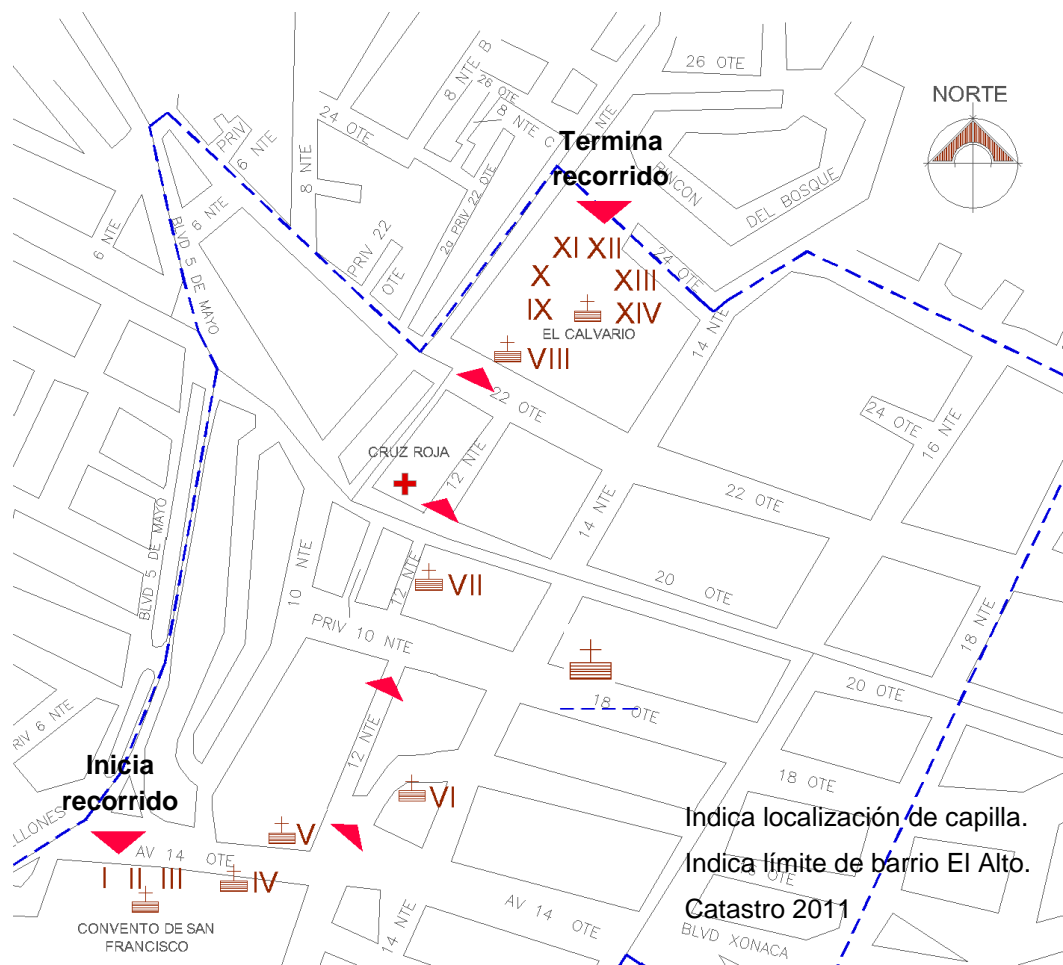 26 OTE
8 NTE B
26 OTE
8 NTE C
24 OTE
NORTE
Termina
recorrido
PRIV
6 NTE
8 NTE
RINCON
DEL BOSQUE
2a PRIV 22 OTE
6 NTE
6 NTE
BLVD 5 DE MAYO
PRIV 22
OTE
24 OTE
XI XII
X
XIII
IX
XIV
EL CALVARIO
VIII
14 NTE
22 OTE
24 OTE
16 NTE
CRUZ ROJA
12 NTE
22 OTE
14 NTE
BLVD 5 DE MAYO
10 NTE
12 NTE
VII
20 OTE
PRIV 10 NTE
18 NTE
20 OTE
18 OTE
RIV 6 NTE
12 NTE
Inicia
recorrido
18 OTE
VI
LLONES
V
Indica localización de capilla.
AV 14 OTE
I II III
IV
Indica límite de barrio El Alto.
OTE
AV 14 OTE
Catastro 2011
CONVENTO DE SAN
FRANCISCO
14 NTE
BLVD XONACA